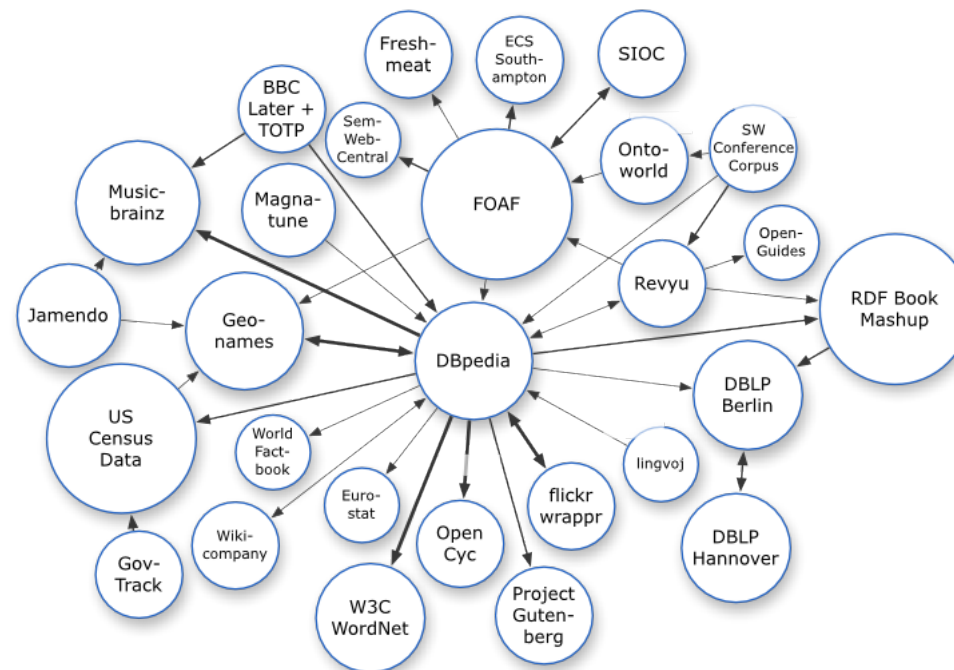 Fresh-
meat
ECS
South-
ampton
SIOC
BBC
Later +
TOTP
Sem-
Web-
Central
Onto-
world
SW
Conference
Corpus
Music-
brainz
Magna-
tune
FOAF
Open-
Guides
Jamendo
Geo-
names
Revyu
RDF Book
Mashup
DBpedia
US
Census
Data
World
Fact-
book
DBLP
Berlin
lingvoj
Euro-
stat
flickr
wrappr
Wiki-
company
Open
Cyc
DBLP
Hannover
Gov-
Track
W3C
WordNet
Project
Guten-
berg